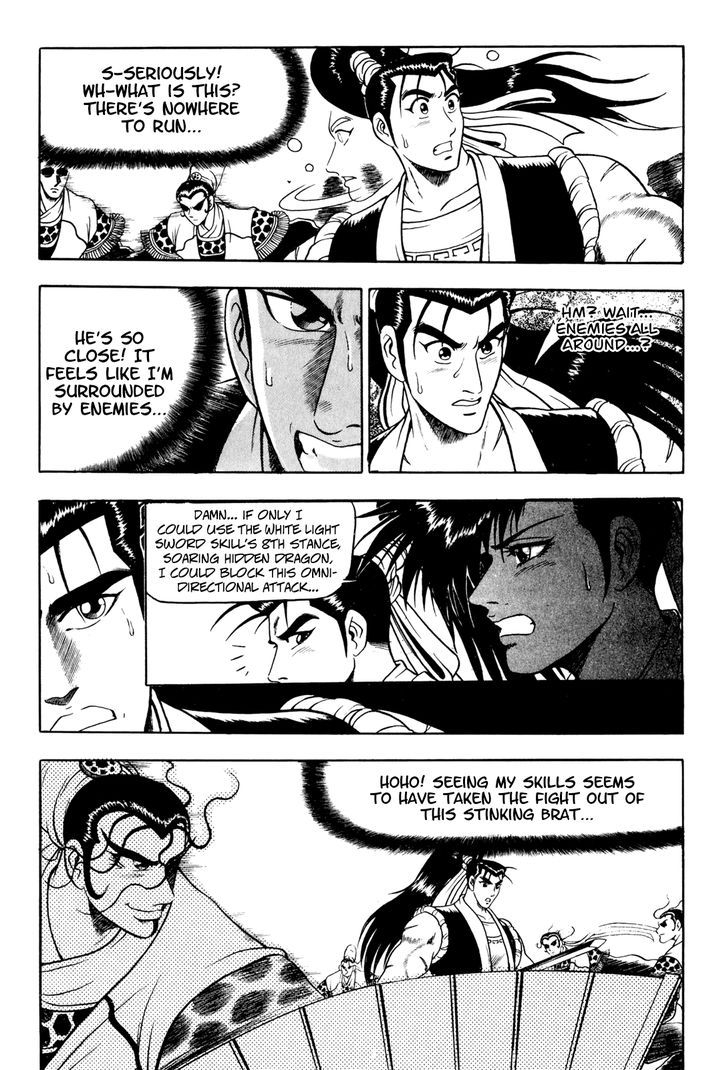 S-SERIOUSLY!
WH-WHAT IS THIS?
THERE'S NOWHERE
TO RUN...
HE'S SO
CLOSE! IT
FEELS LIKE I'M
SURROUNDED
BY ENEMIES...
HM? WAIT...
ENEMIES ALL
AROUND...?
DAMN... IF ONLY I
COULD USE THE WHITE LIGHT
SWORD SKILL'S 8TH STANCE,
SOARING HIDDEN DRAGON,
I COULD BLOCK THIS OMNI-
DIRECTIONAL ATTACK...
HOHO! SEEING MY SKILLS SEEMS
TO HAVE TAKEN THE FIGHT OUT OF
THIS STINKING BRAT...